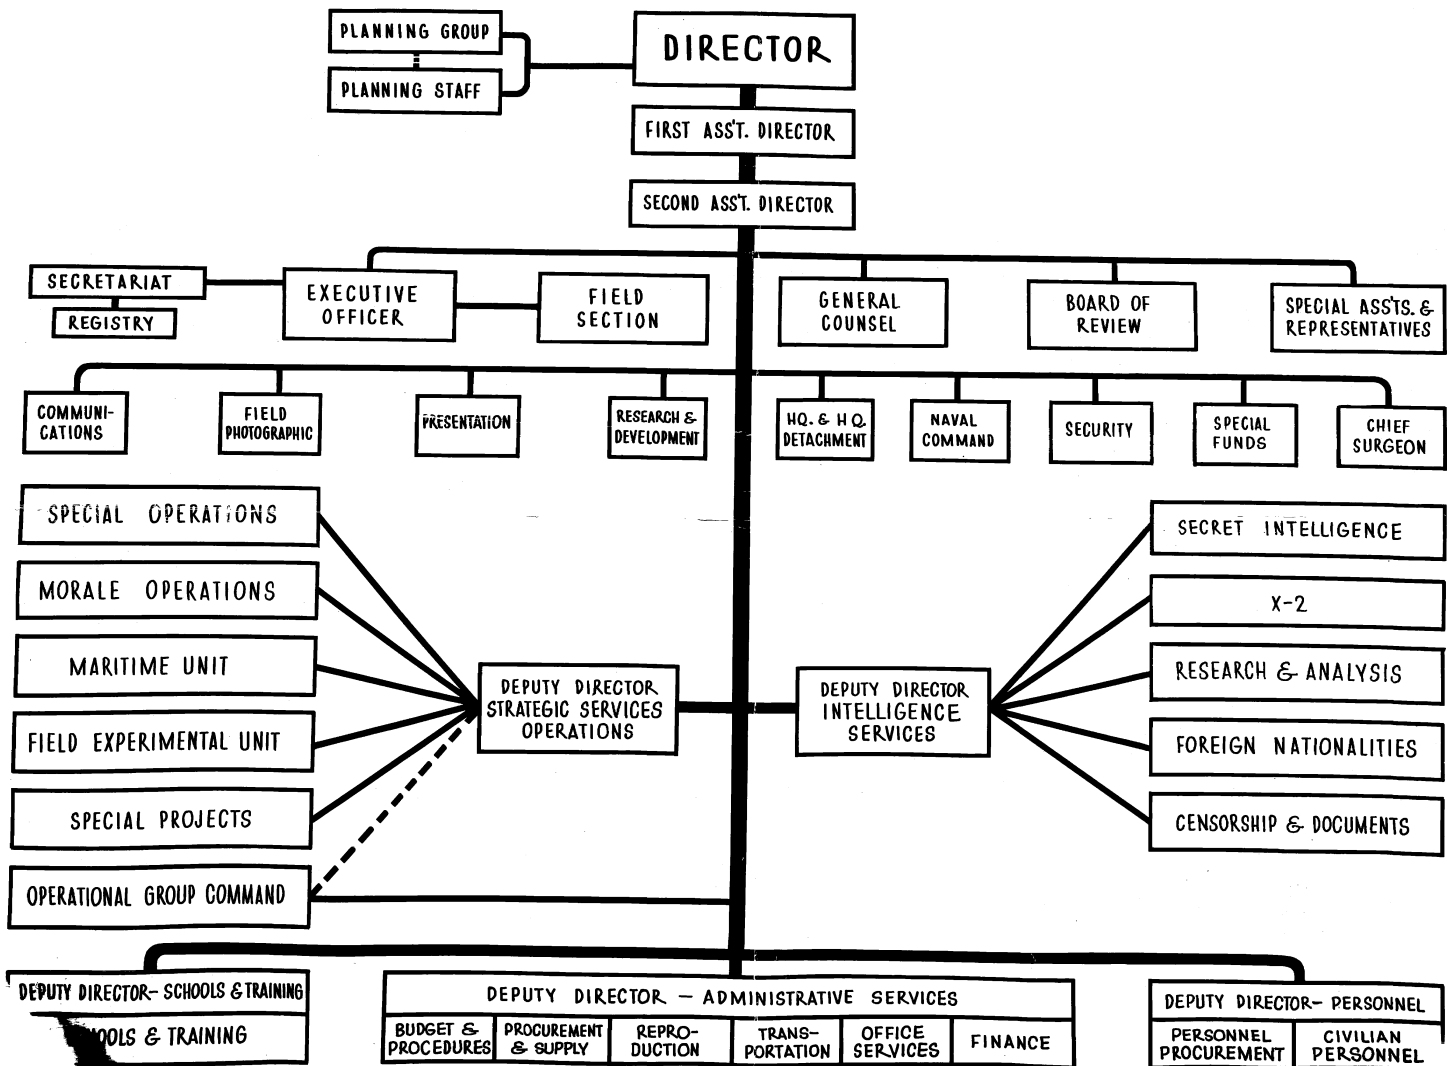 PLANNING GROUP
PLANNING STAFF
DIRECTOR
FIRST ASS'T. DIRECTOR
SECOND ASS'T. DIRECTOR
SECRETARIAT
REGISTRY
EXECUTIVE
OFFICER
FIELD
SECTION
GENERAL
COUNSEL
BOARD OF
REVIEW
SPECIAL ASS'TS. &
REPRESENTATIVES
COMMUNI-
CATIONS
FIELD
PHOTOGRAPHIC
PRESENTATION
RESEARCH &
DEVELOPMENT
HQ. & HQ.
DETACHMENT
NAVAL
COMMAND
SECURITY
SPECIAL
FUNDS
CHIEF
SURGEON
SPECIAL OPERATIONS
MORALE OPERATIONS
MARITIME UNIT
FIELD EXPERIMENTAL UNIT
SPECIAL PROJECTS
OPERATIONAL GROUP COMMAND
DEPUTY DIRECTOR
STRATEGIC SERVICES
OPERATIONS
DEPUTY DIRECTOR
INTELLIGENCE
SERVICES
SECRET INTELLIGENCE
X-2
RESEARCH & ANALYSIS
FOREIGN NATIONALITIES
CENSORSHIP & DOCUMENTS
DEPUTY DIRECTOR- SCHOOLS & TRAINING
& TRAINING
DEPUTY DIRECTOR - ADMINISTRATIVE SERVICES
BUDGET &
PROCEDURES
PROCUREMENT
& SUPPLY
REPRO-
DUCTION
TRANS-
PORTATION
OFFICE
SERVICES
FINANCE
DEPUTY DIRECTOR- PERSONNEL
PERSONNEL
PROCUREMENT
CIVILIAN
PERSONNEL